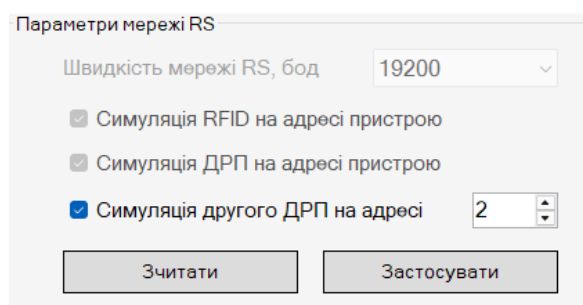 Параметри мережі RS
Швидкість мережі RS, бод 19200
Симуляція RFID на адресі пристрою
Симуляція ДРП на адресі пристрою
Симуляція другого ДРП на адресі 2
Зчитати Застосувати